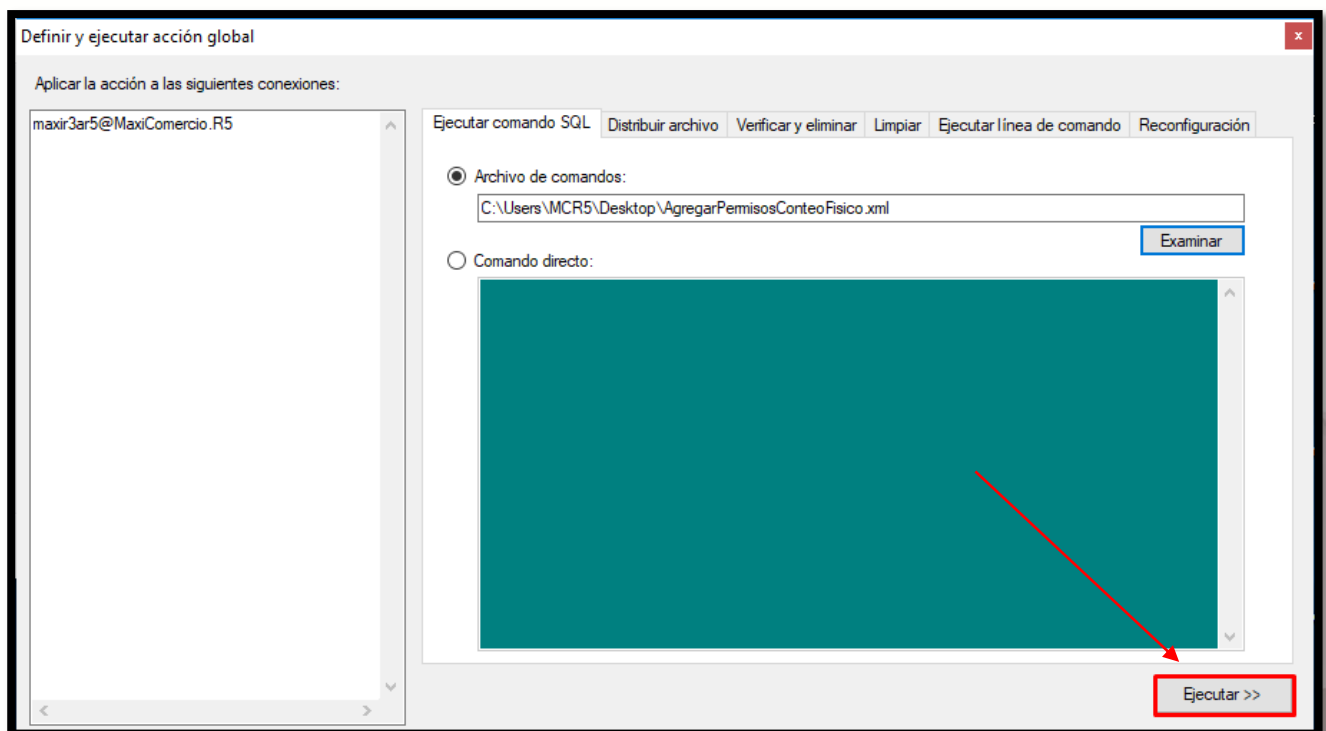 Definir y ejecutar acción global
x
Aplicar la acción a las siguientes conexiones:
maxir3ar5@MaxiComercio.R5
Ejecutar comando SQL Distribuir archivo Verificar y eliminar Limpiar Ejecutar línea de comando Reconfiguración
Archivo de comandos:
C:\Users\MCR5\Desktop\AgregarPermisosConteoFisico.xml
Examinar
Comando directo:
Ejecutar >>